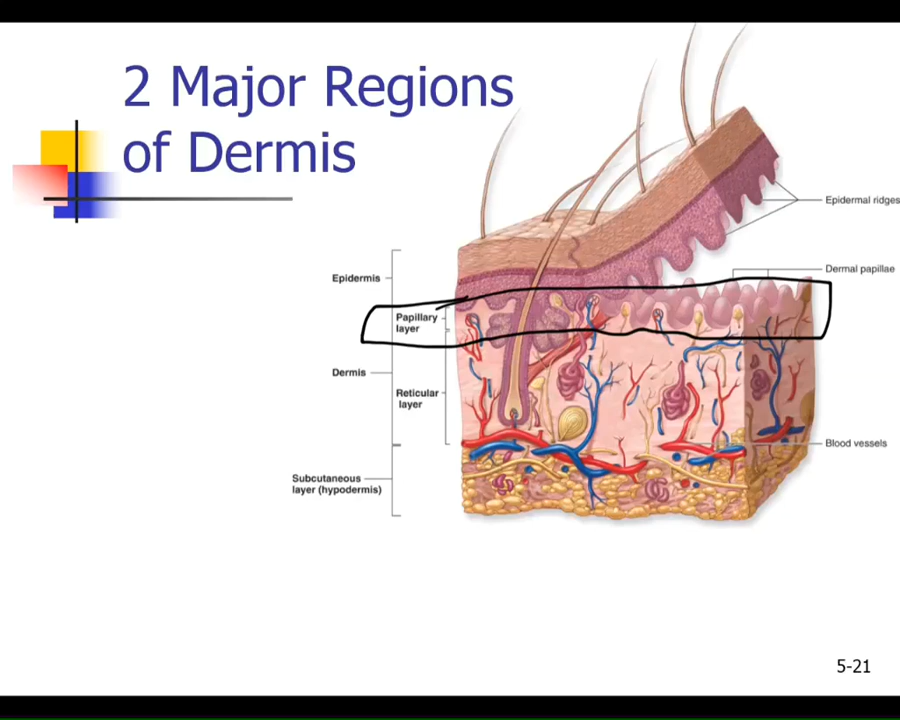 2 Major Regions
of Dermis
Epidermal ridges
Dermal papillae
Epidermis
Papillary
layer
Dermis
Reticular
layer
Blood vessels
Subcutaneous
layer (hypodermis)
5-21